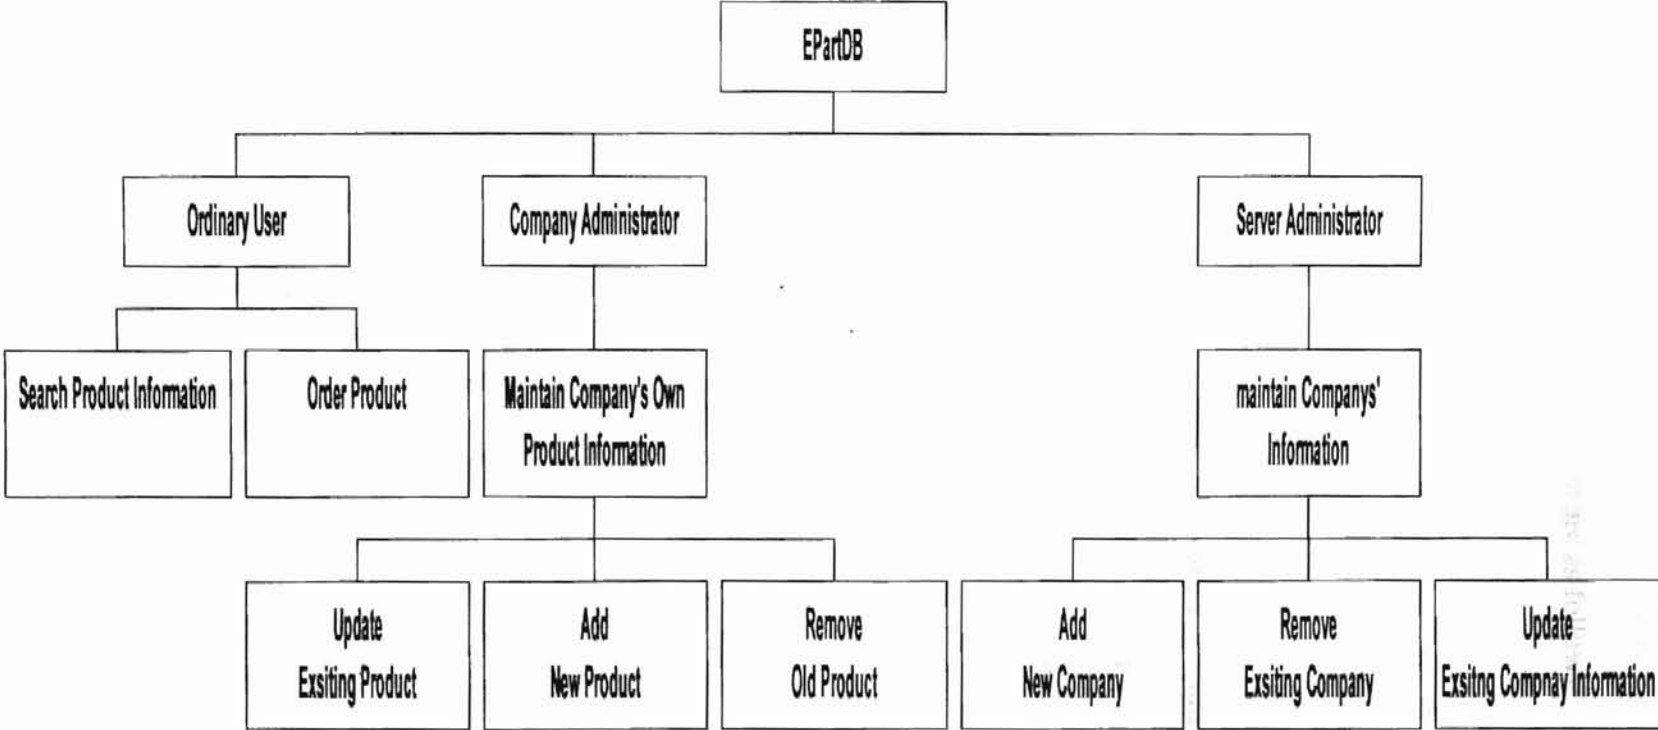 EPartDB
Ordinary User
Company Administrator
Server Administrator
Search Product Information
Order Product
Maintain Company's Own
Product Information
maintain Companys'
Information
Update
Exsiting Product
Add
New Product
Remove
Old Product
Add
New Company
Remove
Exsiting Company
Update
Exsitng Compnay Information